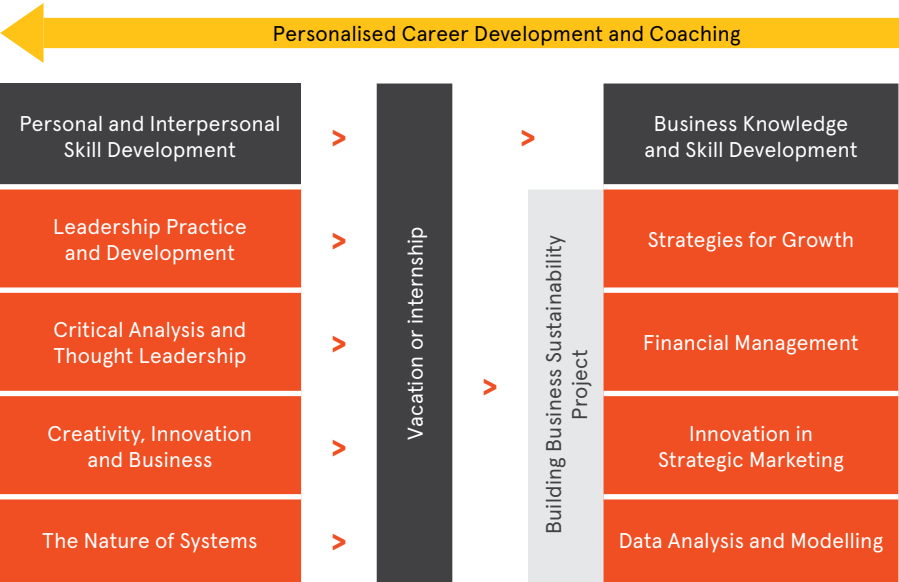 Personalised Career Development and Coaching
Personal and Interpersonal
Skill Development
>
>
Business Knowledge
and Skill Development
Leadership Practice
and Development
>
Critical Analysis and
Thought Leadership
>
Creativity, Innovation
and Business
>
The Nature of Systems
>
Vacation or internship
>
Building Business Sustainability
Project
Strategies for Growth
Financial Management
Innovation in
Strategic Marketing
Data Analysis and Modelling